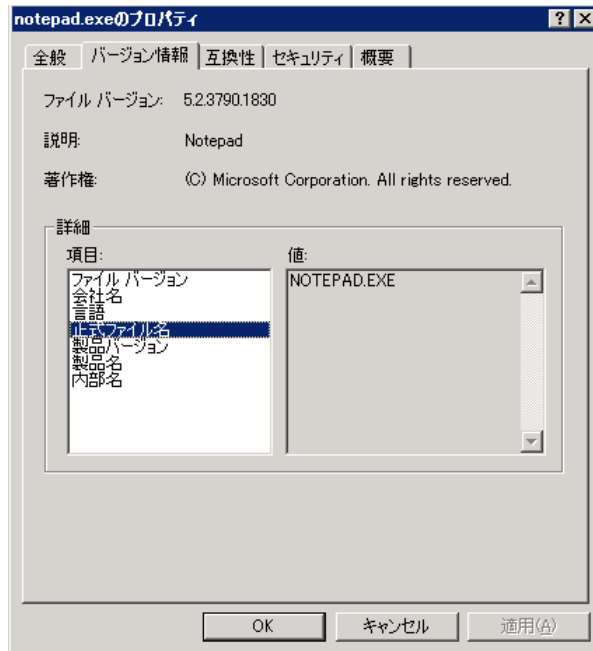 notepad.exeのプロパティ
全般 バージョン情報 互換性 セキュリティ 概要
ファイル バージョン: 5.2.3790.1830
説明: Notepad
著作権: (C) Microsoft Corporation. All rights reserved.
詳細
項目: 値:
ファイル バージョン NOTEPAD.EXE
会社名
言語
正式ファイル名
製品バージョン
製品名
内部名
OK キャンセル 適用(A)